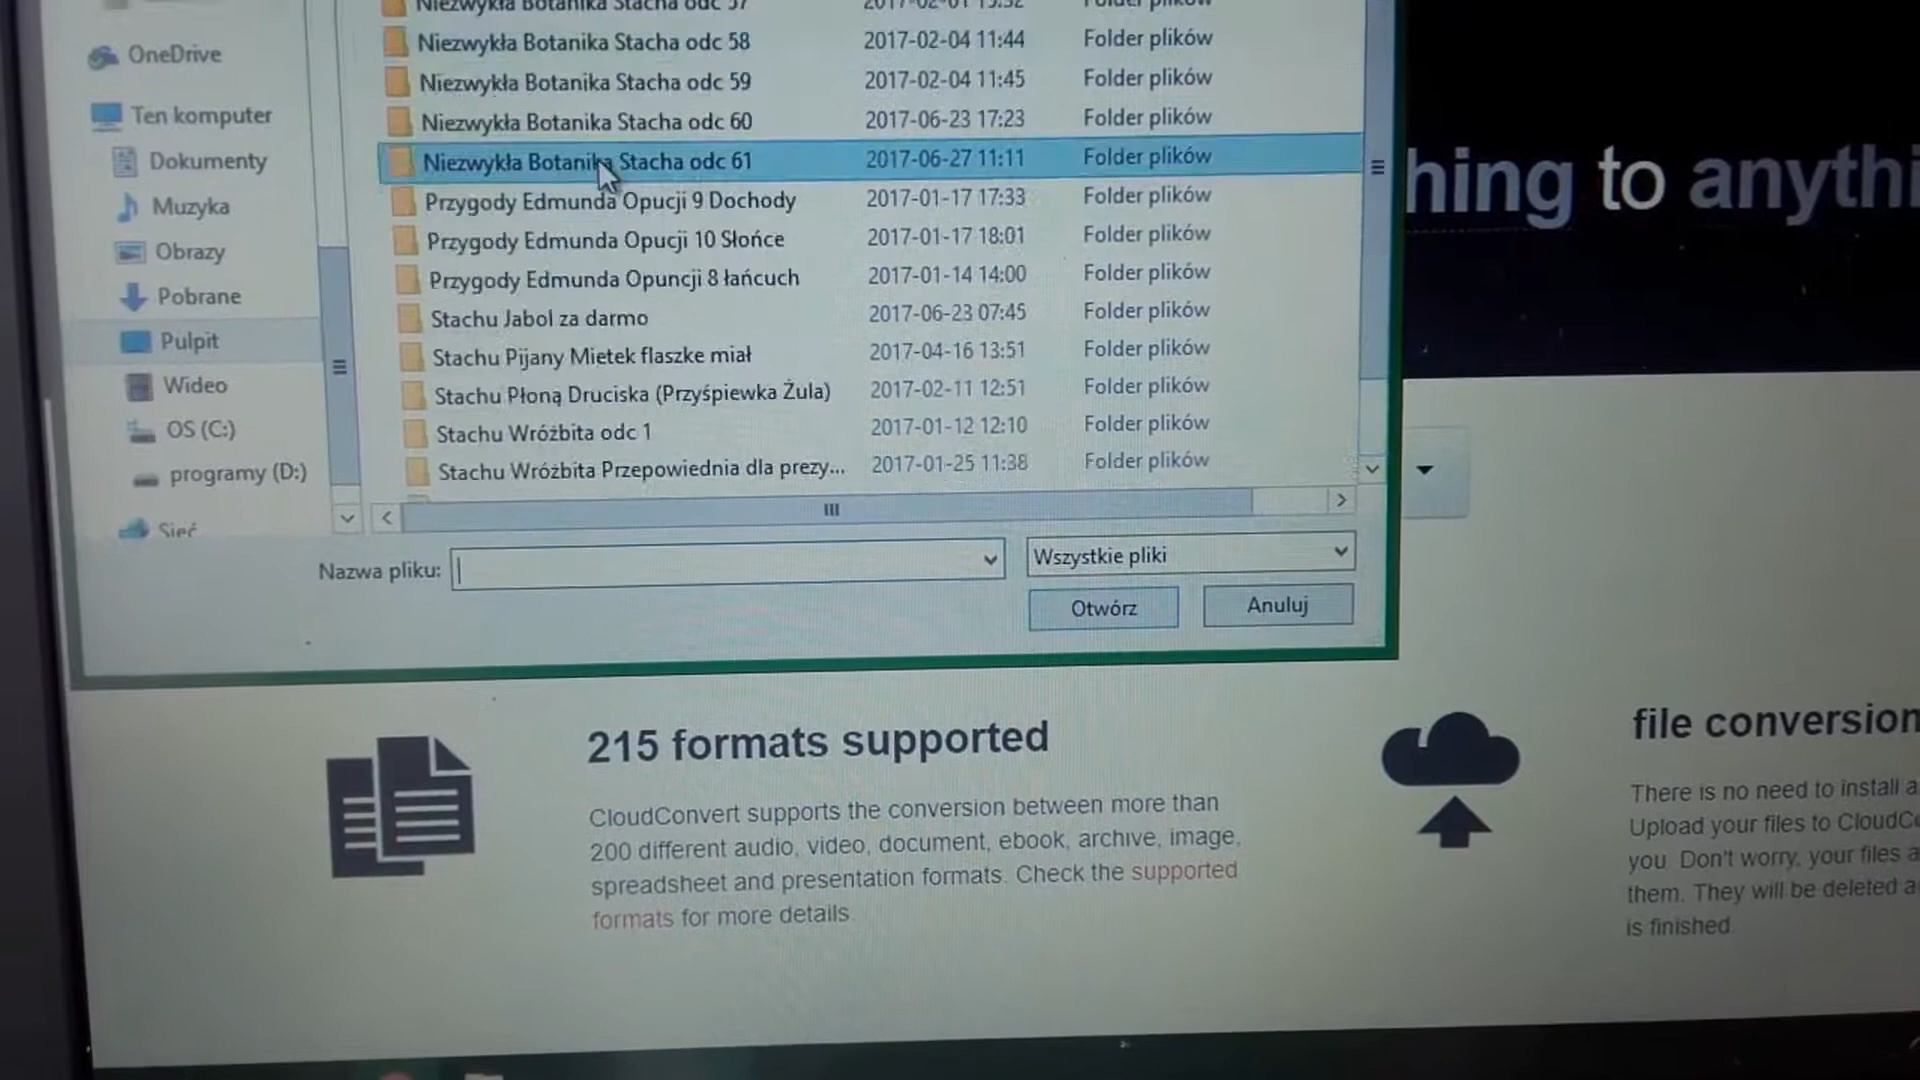 Niezwykła Botanika Stacha odc 57 2017-02-01 15:52 Folder plików
OneDrive
Niezwykła Botanika Stacha odc 58 2017-02-04 11:44 Folder plików
Niezwykła Botanika Stacha odc 59 2017-02-04 11:45 Folder plików
Ten komputer
Niezwykła Botanika Stacha odc 60 2017-06-23 17:23 Folder plików
Dokumenty
Niezwykła Botanika Stacha odc 61 2017-06-27 11:11 Folder plików
hing to anythi
Muzyka
Przygody Edmunda Opucji 9 Dochody 2017-01-17 17:33 Folder plików
Obrazy
Przygody Edmunda Opucji 10 Słońce 2017-01-17 18:01 Folder plików
Pobrane
Przygody Edmunda Opuncji 8 łańcuch 2017-01-14 14:00 Folder plików
Pulpit
Stachu Jabol za darmo 2017-06-23 07:45 Folder plików
Wideo
Stachu Pijany Mietek flaszke miał 2017-04-16 13:51 Folder plików
Stachu Płoną Druciska (Przyśpiewka Żula) 2017-02-11 12:51 Folder plików
OS (C:)
Stachu Wróżbita odc 1 2017-01-12 12:10 Folder plików
programy (D:)
Stachu Wróżbita Przepowiednia dla prezy... 2017-01-25 11:38 Folder plików
Sieć
Nazwa pliku:
Wszystkie pliki
Otwórz
Anuluj
215 formats supported
CloudConvert supports the conversion between more than
200 different audio, video, document, ebook, archive, image,
spreadsheet and presentation formats. Check the supported
formats for more details.
file conversion
There is no need to install a
Upload your files to CloudCo
you. Don't worry, your files a
them. They will be deleted a
is finished.